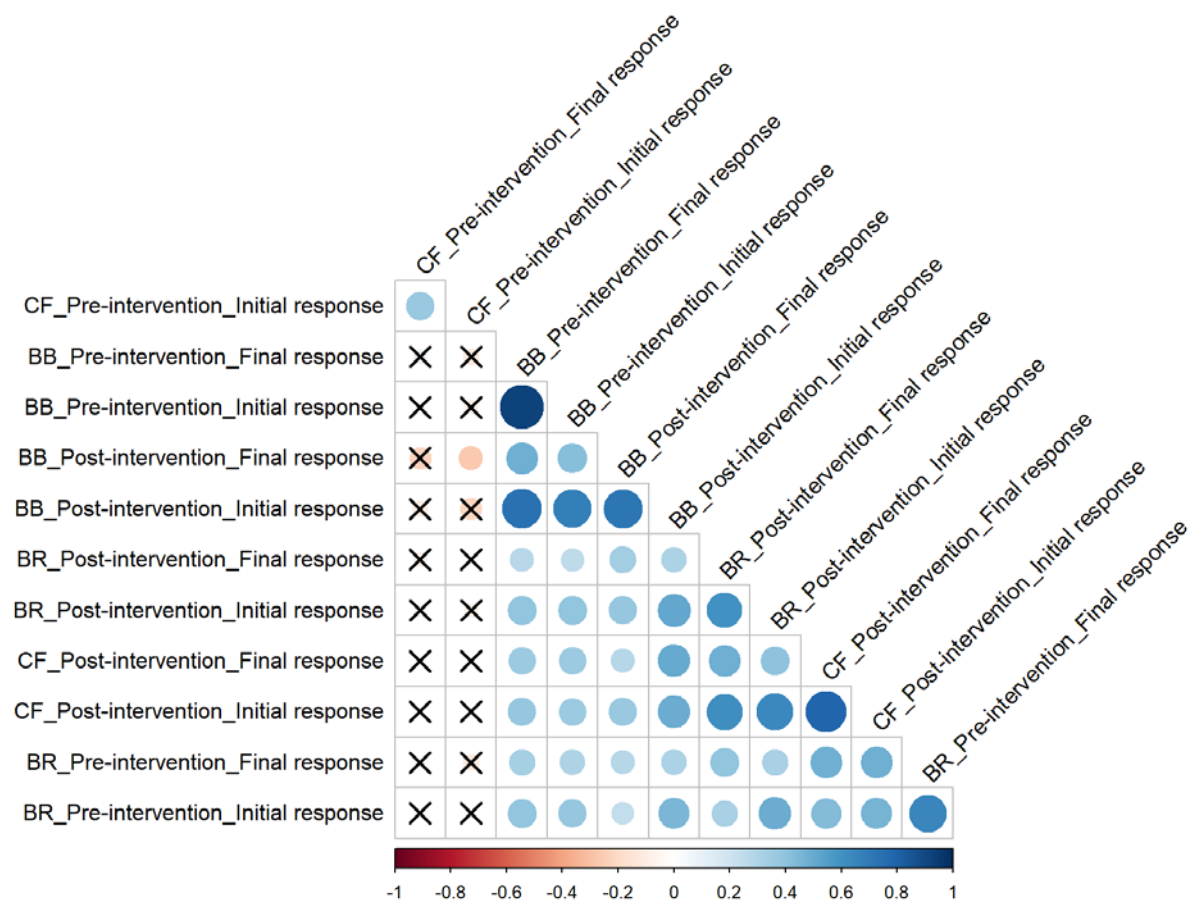 CF_Pre-intervention_Final response
CF_Pre-intervention_Initial response
BB_Pre-intervention_Final response
BB_Pre-intervention_Initial response
BB_Post-intervention_Final response
BB_Post-intervention_Initial response
BR_Post-intervention_Final response
BR_Post-intervention_Initial response
CF_Post-intervention_Final response
CF_Post-intervention_Initial response
BR_Pre-intervention_Final response
CF_Pre-intervention_Initial response
BB_Pre-intervention_Final response
BB_Pre-intervention_Initial response
BB_Post-intervention_Final response
BB_Post-intervention_Initial response
BR_Post-intervention_Final response
BR_Post-intervention_Initial response
CF_Post-intervention_Final response
CF_Post-intervention_Initial response
BR_Pre-intervention_Final response
BR_Pre-intervention_Initial response
-1 -0.8 -0.6 -0.4 -0.2 0 0.2 0.4 0.6 0.8 1